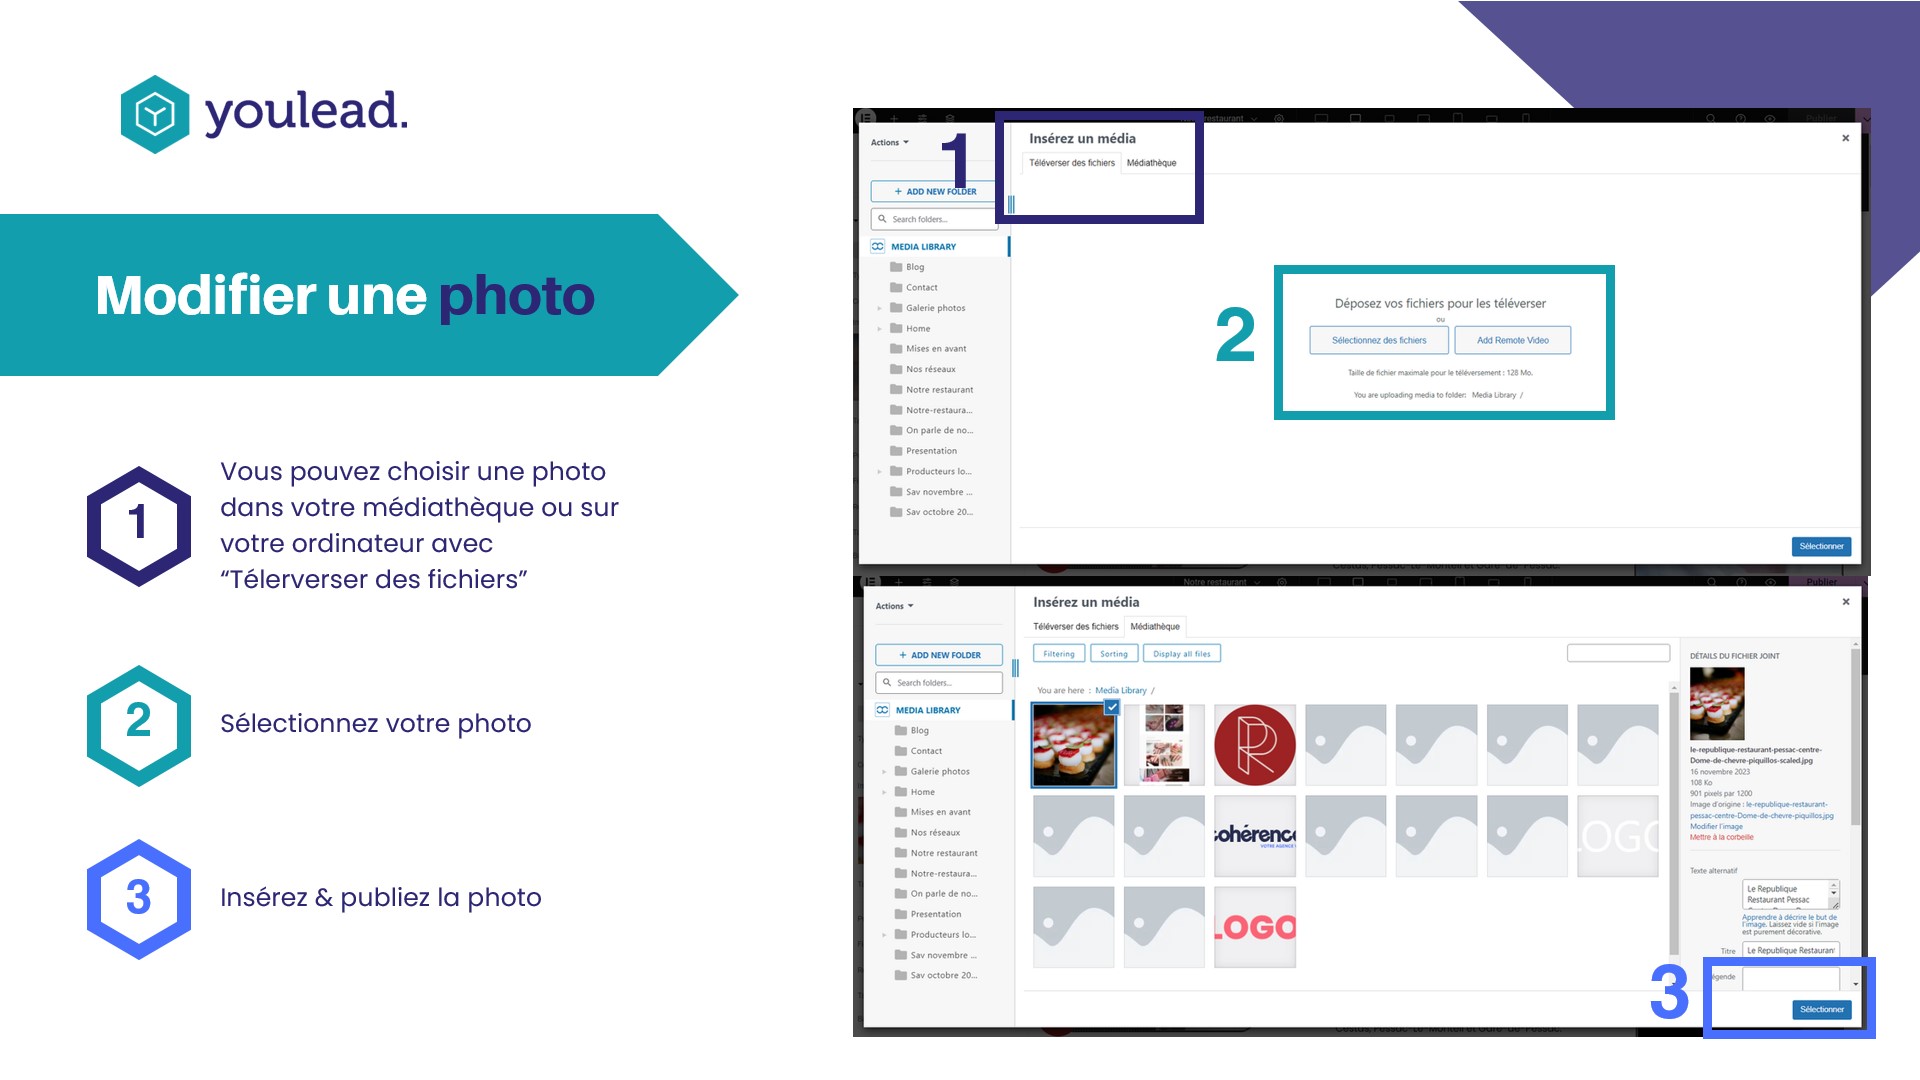 youlead.
Modifier une photo
1
Vous pouvez choisir une photo
dans votre médiathèque ou sur
votre ordinateur avec
“Télerverser des fichiers”
2
Sélectionnez votre photo
3
Insérez & publiez la photo
Actions
1
Insérez un média
Téléverser des fichiers Médiathèque
+ ADD NEW FOLDER
Search folders...
MEDIA LIBRARY
Blog
Contact
Galerie photos
Home
Mises en avant
Nos réseaux
Notre restaurant
Notre-restaura...
On parle de no...
Presentation
Producteurs lo...
Sav novembre ...
Sav octobre 20...
2
Déposez vos fichiers pour les téléverser
ou
Sélectionnez des fichiers Add Remote Video
Taille de fichier maximale pour le téléversement : 128 Mo.
You are uploading media to folder: Media Library /
Sélectionner
Notre restaurant
Publier
Actions
Insérez un média
Téléverser des fichiers Médiathèque
+ ADD NEW FOLDER
Search folders...
MEDIA LIBRARY
Blog
Contact
Galerie photos
Home
Mises en avant
Nos réseaux
Notre restaurant
Notre-restaura...
On parle de no...
Presentation
Producteurs lo...
Sav novembre ...
Sav octobre 20...
Filtering Sorting Display all files
You are here : Media Library /
R
cohérence
LOGO
LOGO
DÉTAILS DU FICHIER JOINT
le-republique-restaurant-pessac-centre-
Dome-de-chevre-piquillos-scaled.jpg
16 novembre 2023
108 Ko
901 pixels par 1200
Image d'origine : le-republique-restaurant-
pessac-centre-Dome-de-chevre-piquillos.jpg
Modifier l'image
Mettre à la corbeille
Texte alternatif
Le Republique
Restaurant Pessac
Apprendre à décrire le but de
l'image. Laissez vide si l'image
est purement décorative.
Titre
Le Republique Restauran
égende
3
Sélectionner